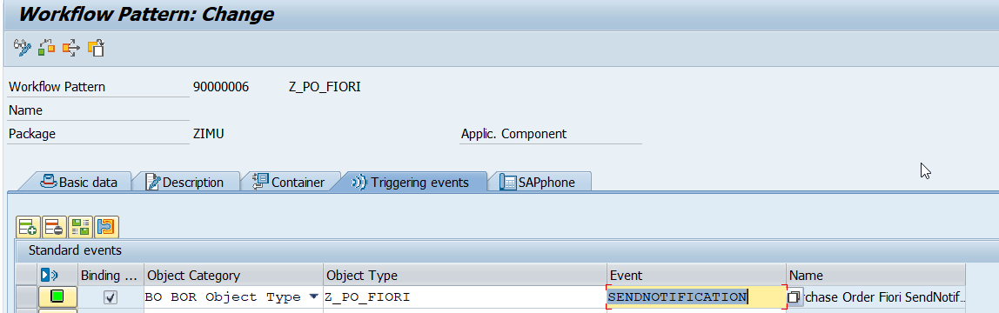 Workflow Pattern: Change
Workflow Pattern 90000006 Z_PO_FIORI
Name
Package ZIMU Applic. Component
Basic data Description Container Triggering events SAPphone
Standard events
Binding ... Object Category Object Type Event Name
BO BOR Object Type Z_PO_FIORI SENDNOTIFICATION rchase Order Fiori SendNotif...